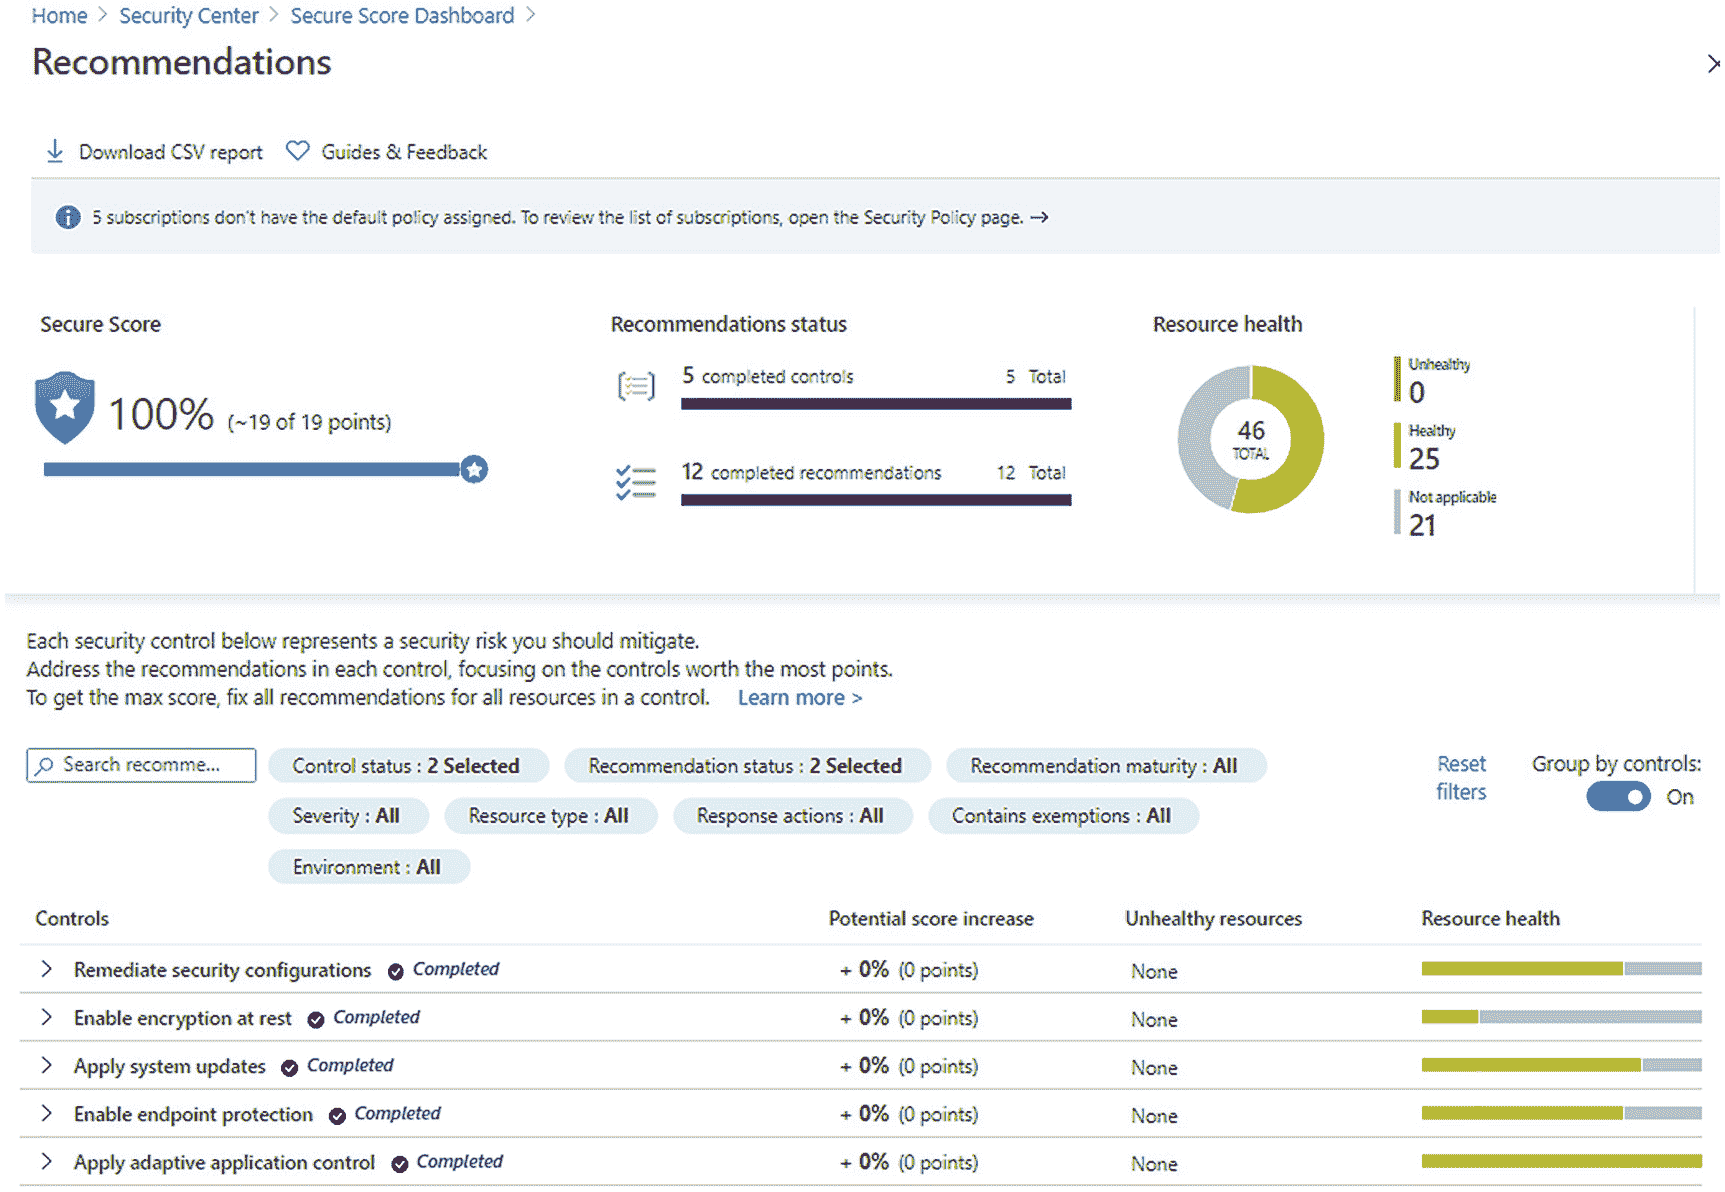 Home > Security Center > Secure Score Dashboard >
Recommendations
Download CSV report Guides & Feedback
5 subscriptions don't have the default policy assigned. To review the list of subscriptions, open the Security Policy page. →
Secure Score
100% (~19 of 19 points)
Recommendations status
5 completed controls 5 Total
12 completed recommendations 12 Total
Resource health
46
TOTAL
Unhealthy
0
Healthy
25
Not applicable
21
Each security control below represents a security risk you should mitigate.
Address the recommendations in each control, focusing on the controls worth the most points.
To get the max score, fix all recommendations for all resources in a control. Learn more >
Search recomme...
Control status : 2 Selected Recommendation status : 2 Selected Recommendation maturity : All
Severity : All Resource type : All Response actions : All Contains exemptions : All
Environment : All
Reset
filters
Group by controls:
On
Controls Potential score increase Unhealthy resources Resource health
Remediate security configurations Completed + 0% (0 points) None
Enable encryption at rest Completed + 0% (0 points) None
Apply system updates Completed + 0% (0 points) None
Enable endpoint protection Completed + 0% (0 points) None
Apply adaptive application control Completed + 0% (0 points) None